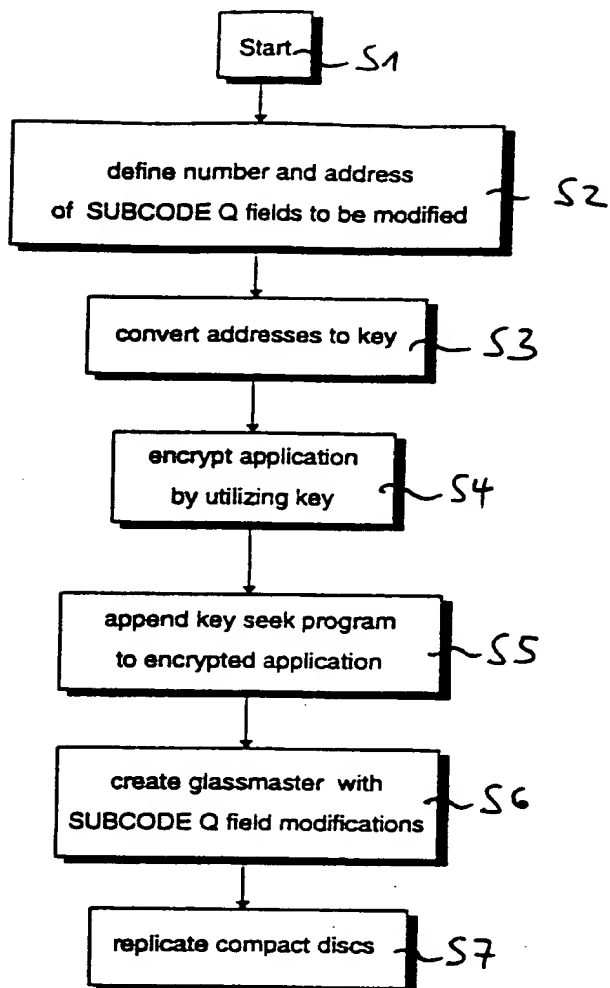 Start S1
define number and address
of SUBCODE Q fields to be modified S2
convert addresses to key S3
encrypt application
by utilizing key S4
append key seek program
to encrypted application S5
create glassmaster with
SUBCODE Q field modifications S6
replicate compact discs S7